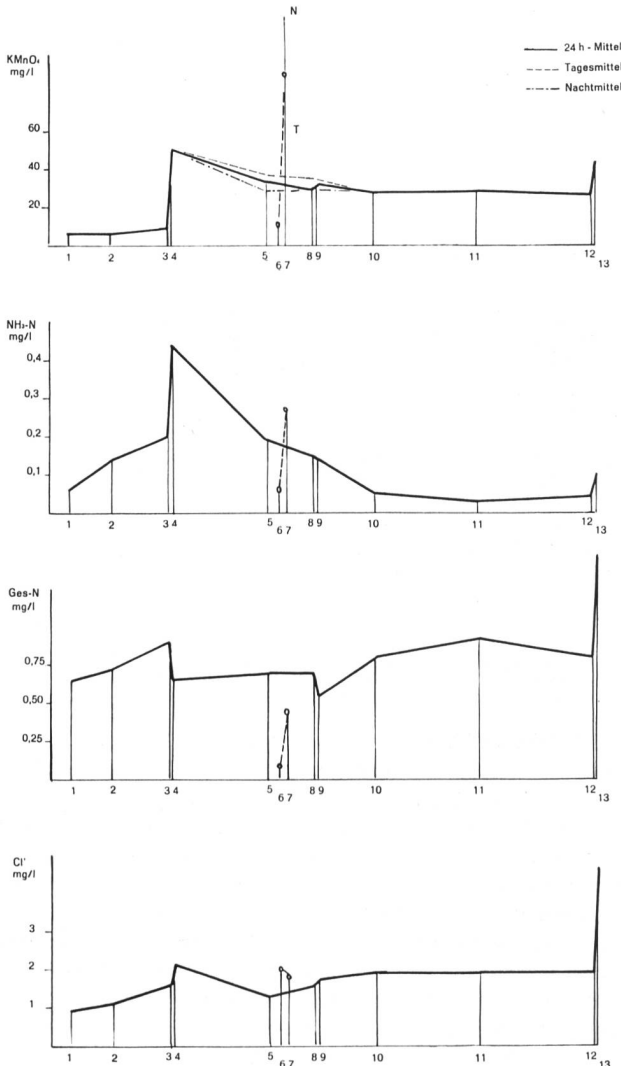 N
KMnO₄
mg/l
24 h - Mittel
Tagesmittel
Nachtmittel
T
60
40
20
1 2 3 4 5 6 7 8 9 10 11 12 13
NH₃-N
mg/l
0,4
0,3
0,2
0,1
1 2 3 4 5 6 7 8 9 10 11 12 13
Ges-N
mg/l
0,75
0,50
0,25
1 2 3 4 5 6 7 8 9 10 11 12 13
Cl'
mg/l
3
2
1
1 2 3 4 5 6 7 8 9 10 11 12 13